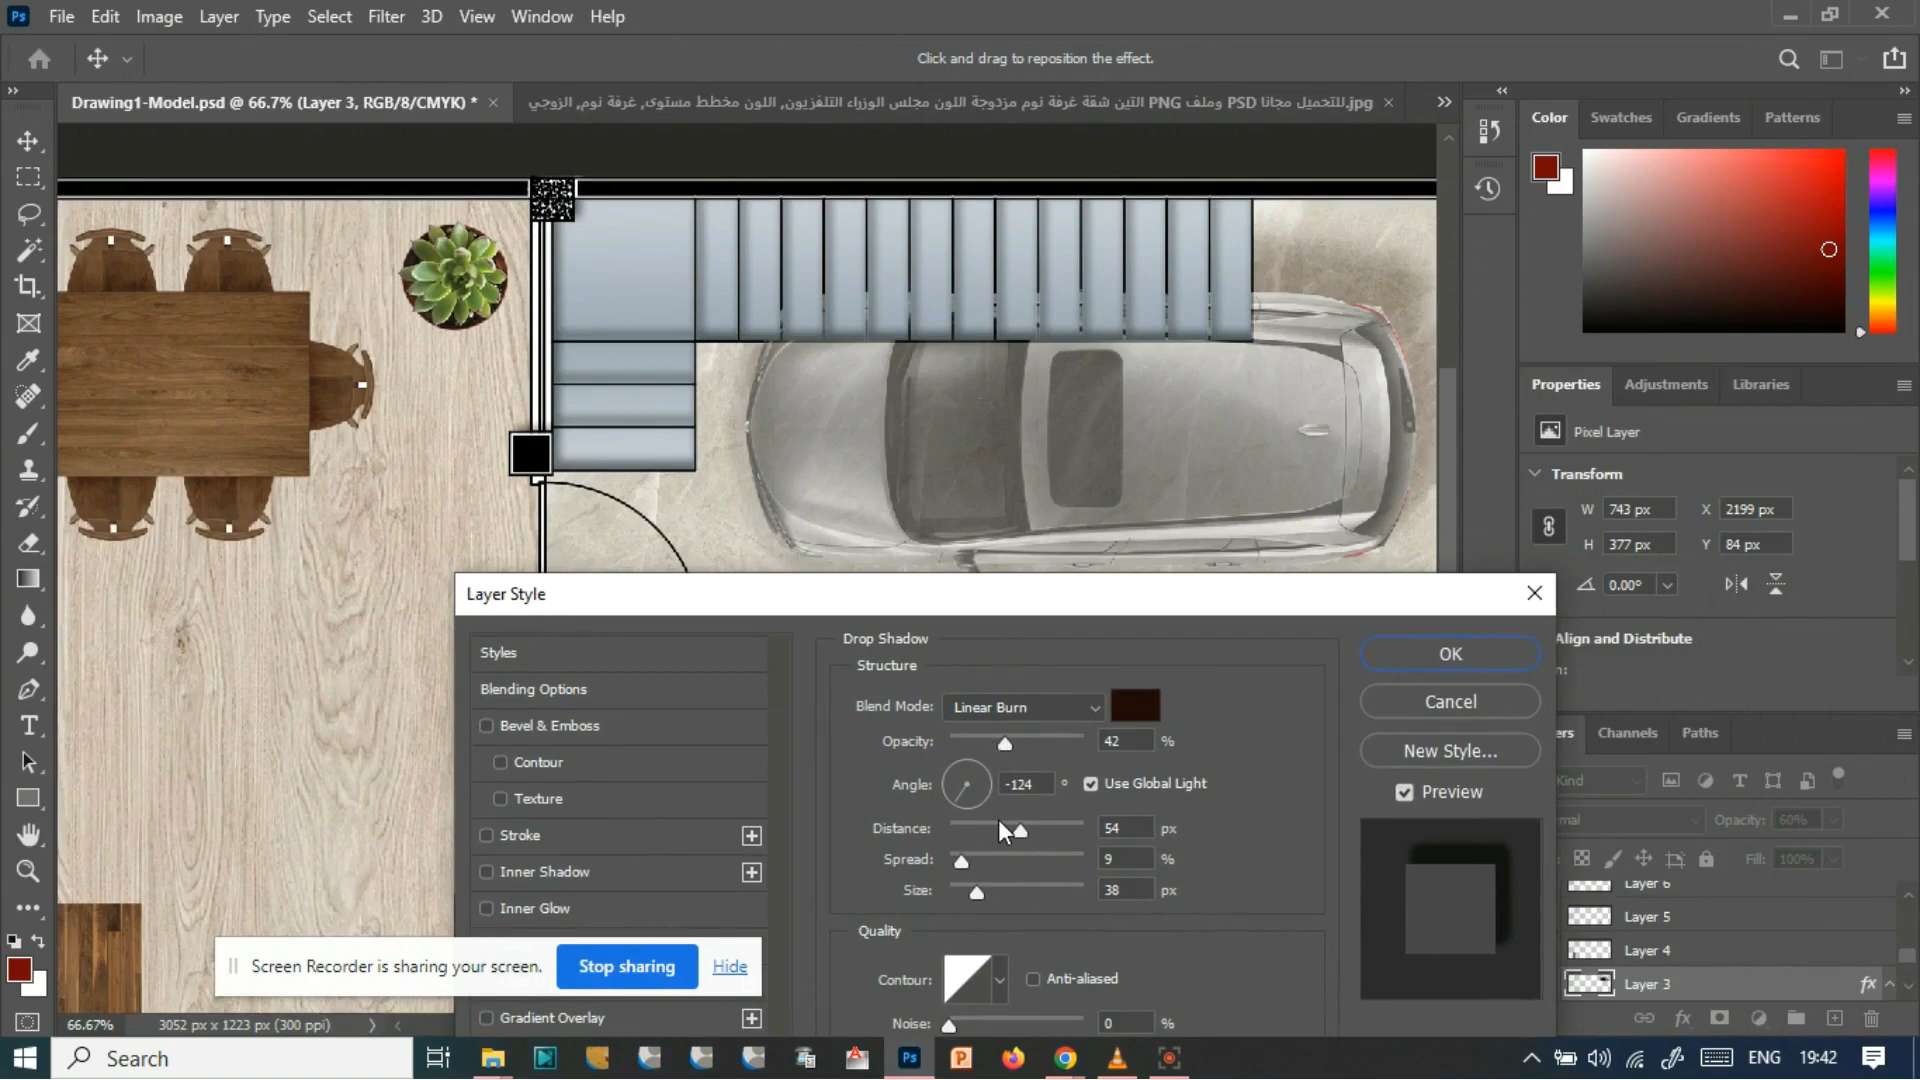 Ps File Edit Image Layer Type Select Filter 3D View Window Help
Click and drag to reposition the effect.
Drawing1-Model.psd @ 66.7% (Layer 3, RGB/8/CMYK) *
للتحميل مجانا PSD وملف PNG التين شقة غرفة نوم مزدوجة اللون مجلس الوزراء التلفزيون, اللون مخطط مستوى, غرفة نوم, الزوجي.jpg
Color Swatches Gradients Patterns
Properties Adjustments Libraries
Pixel Layer
Transform
W 743 px X 2199 px
H 377 px Y 84 px
0.00°
Align and Distribute
Layer Style
Styles
Blending Options
Bevel & Emboss
Contour
Texture
Stroke
Inner Shadow
Inner Glow
Gradient Overlay
Drop Shadow
Structure
Blend Mode: Linear Burn
Opacity: 42 %
Angle: -124 ° Use Global Light
Distance: 54 px
Spread: 9 %
Size: 38 px
Quality
Contour: Anti-aliased
Noise: 0 %
OK
Cancel
New Style...
Preview
ers Channels Paths
Kind
mal Opacity: 60%
Fill: 100%
Layer 6
Layer 5
Layer 4
Layer 3 fx
Screen Recorder is sharing your screen. Stop sharing Hide
66.67% 3052 px x 1223 px (300 ppi)
Search
ENG 19:42